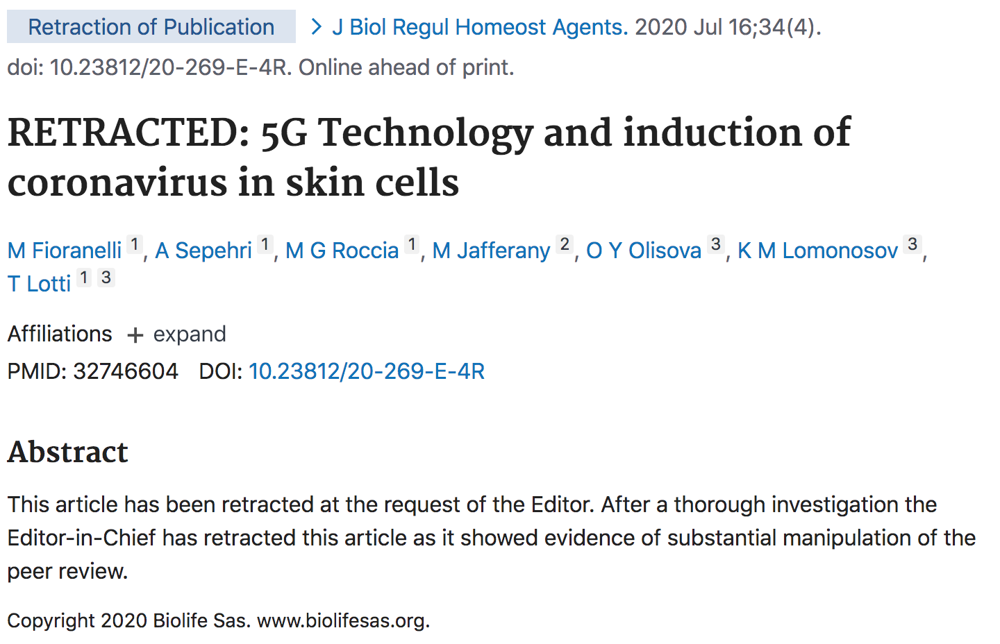 Retraction of Publication > J Biol Regul Homeost Agents. 2020 Jul 16;34(4).
doi: 10.23812/20-269-E-4R. Online ahead of print.
RETRACTED: 5G Technology and induction of
coronavirus in skin cells
M Fioranelli 1, A Sepehri 1, M G Roccia 1, M Jafferany 2, O Y Olisova 3, K M Lomonosov 3,
T Lotti 1 3
Affiliations + expand
PMID: 32746604 DOI: 10.23812/20-269-E-4R
Abstract
This article has been retracted at the request of the Editor. After a thorough investigation the
Editor-in-Chief has retracted this article as it showed evidence of substantial manipulation of the
peer review.
Copyright 2020 Biolife Sas. www.biolifesas.org.